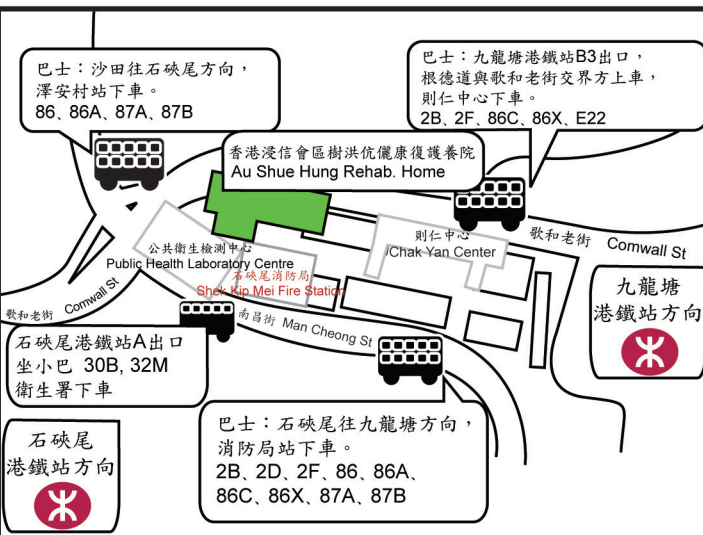 巴士：沙田往石硤尾方向，
澤安村站下車。
86、86A、87A、87B
巴士：九龍塘港鐵站B3出口，
根德道與歌和老街交界方上車，
則仁中心下車。
2B、2F、86C、86X、E22
香港浸信會區樹洪伉儷康復護養院
Au Shue Hung Rehab. Home
公共衛生檢測中心
Public Health Laboratory Centre
石硤尾消防局
Shek Kip Mei Fire Station
則仁中心
Chak Yan Center
歌和老街 Comwall St
九龍塘
港鐵站方向
歌和老街 Comwall St
南昌街 Man Cheong St
石硤尾港鐵站A出口
坐小巴 30B, 32M
衛生署下車
巴士：石硤尾往九龍塘方向，
消防局站下車。
2B、2D、2F、86、86A、
86C、86X、87A、87B
石硤尾
港鐵站方向